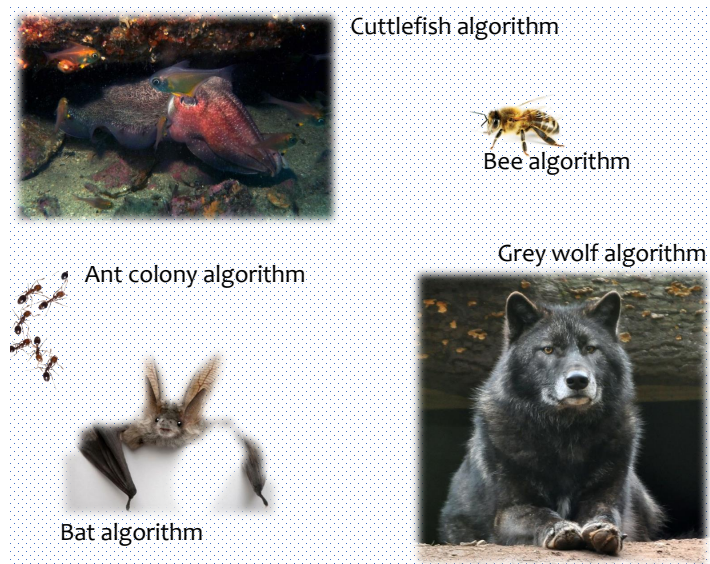 Cuttlefish algorithm
Bee algorithm
Grey wolf algorithm
Ant colony algorithm
Bat algorithm